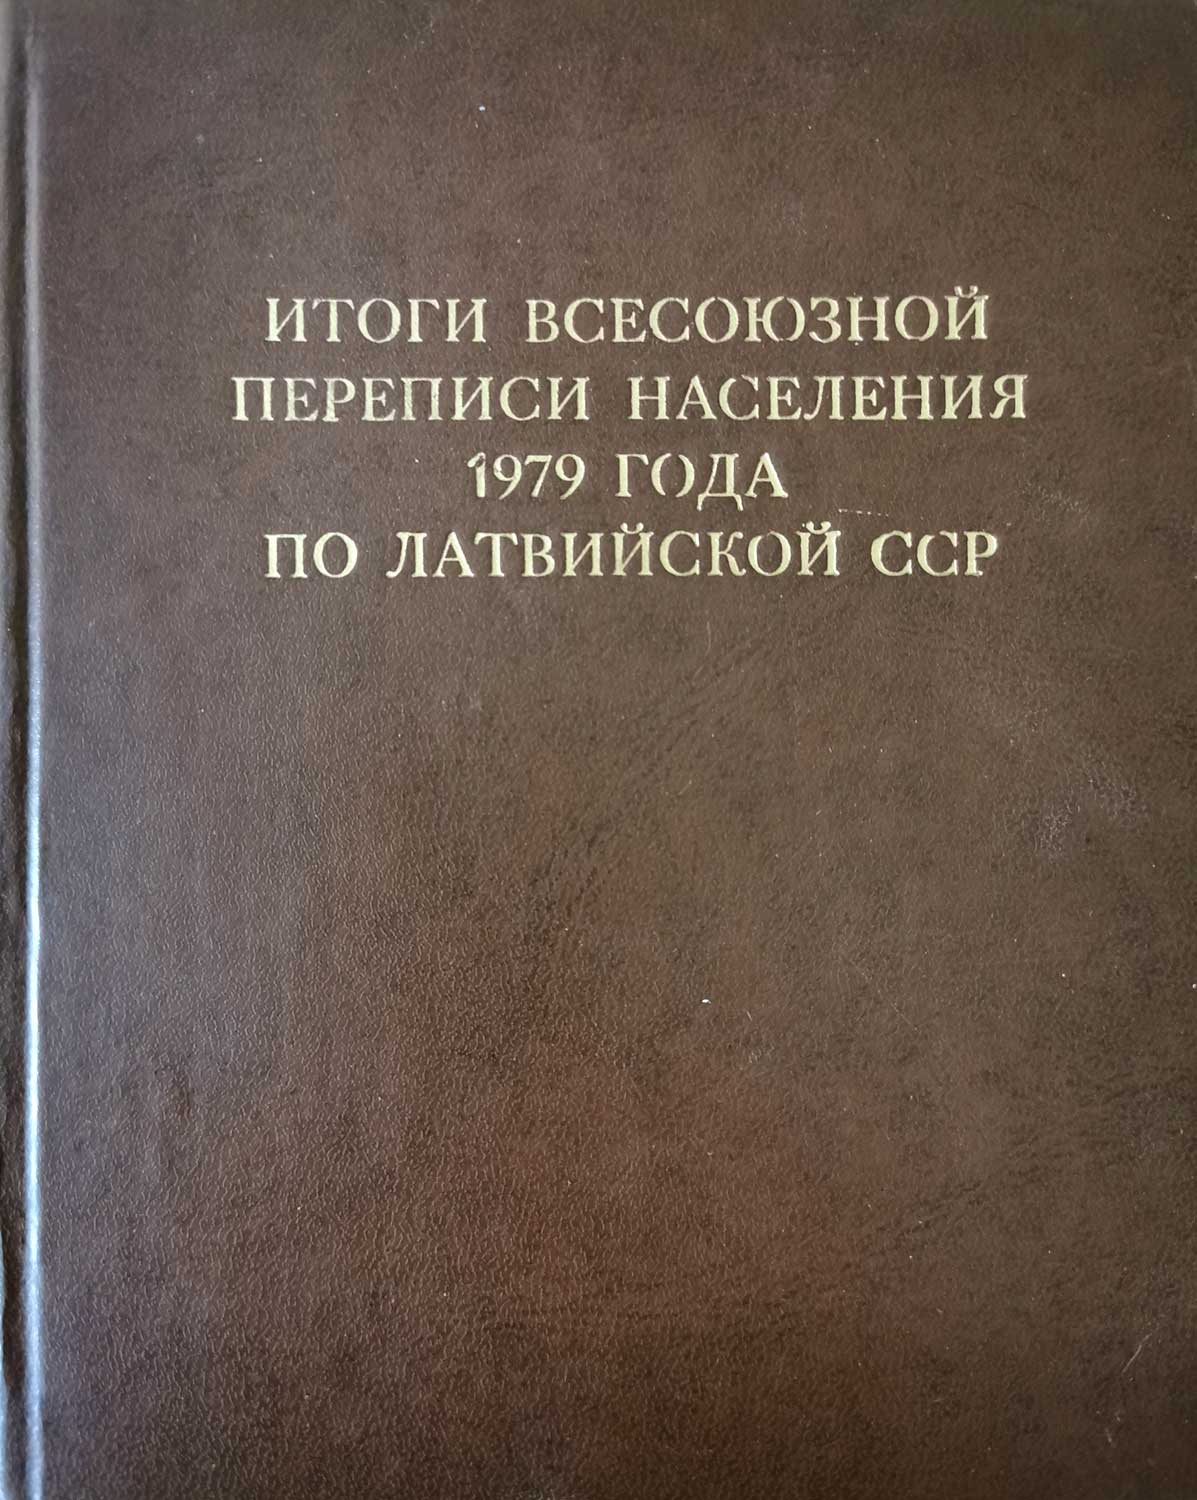 ИТОГИ ВСЕСОЮЗНОЙ
ПЕРЕПИСИ НАСЕЛЕНИЯ
1979 ГОДА
ПО ЛАТВИЙСКОЙ ССР